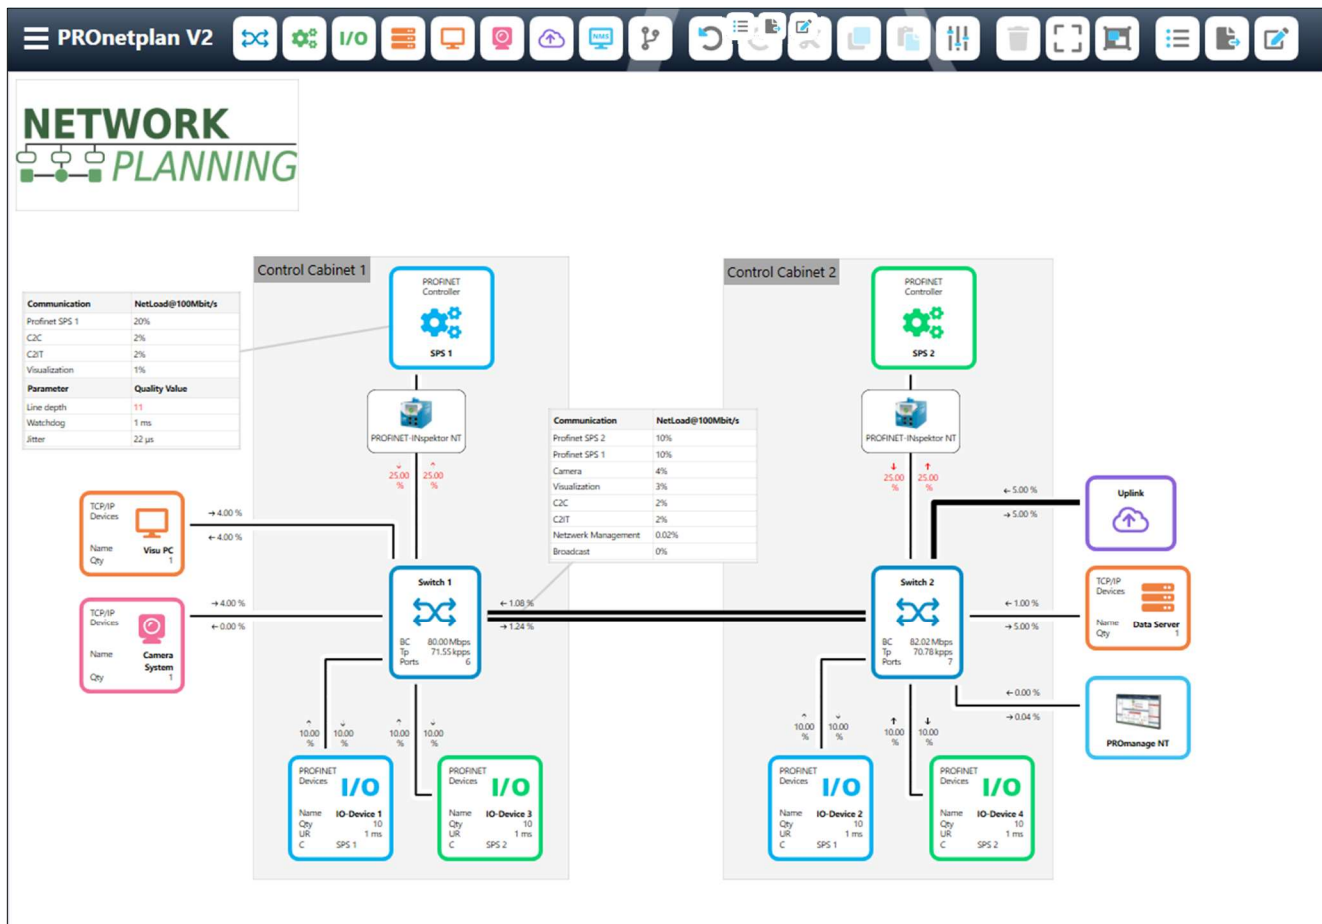 PROnetplan V2
I/O
NMS
NETWORK
PLANNING
Control Cabinet 1
Control Cabinet 2
PROFINET
Controller
SPS 1
PROFINET
Controller
SPS 2
Communication NetLoad@100Mbit/s
Profinet SPS 1 20%
C2C 2%
C2IT 2%
Visualization 1%
Parameter Quality Value
Line depth 11
Watchdog 1 ms
Jitter 22 µs
PROFINET-INspektor NT
PROFINET-INspektor NT
Communication NetLoad@100Mbit/s
Profinet SPS 2 10%
Profinet SPS 1 10%
Camera 4%
Visualization 3%
C2C 2%
C2IT 2%
Netzwerk Management 0.02%
Broadcast 0%
25.00 % 25.00 %
25.00 % 25.00 %
TCP/IP
Devices
Name Visu PC
Qty 1
→ 4.00 %
← 4.00 %
← 5.00 %
→ 5.00 %
Uplink
TCP/IP
Devices
Name Camera
System
Qty 1
→ 4.00 %
← 0.00 %
Switch 1
BC 80.00 Mbps
Tp 71.55 kpps
Ports 6
← 1.08 %
→ 1.24 %
Switch 2
BC 82.02 Mbps
Tp 70.78 kpps
Ports 7
← 1.00 %
→ 5.00 %
TCP/IP
Devices
Name Data Server
Qty 1
← 0.00 %
→ 0.04 %
PROmanage NT
10.00 % 10.00 % 10.00 % 10.00 %
10.00 % 10.00 % 10.00 % 10.00 %
PROFINET
Devices
I/O
Name IO-Device 1
Qty 10
UR 1 ms
C SPS 1
PROFINET
Devices
I/O
Name IO-Device 3
Qty 10
UR 1 ms
C SPS 2
PROFINET
Devices
I/O
Name IO-Device 2
Qty 10
UR 1 ms
C SPS 1
PROFINET
Devices
I/O
Name IO-Device 4
Qty 10
UR 1 ms
C SPS 2